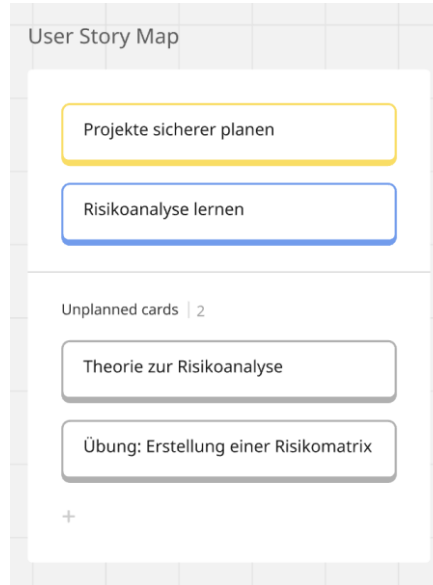 User Story Map
Projekte sicherer planen
Risikoanalyse lernen
Unplanned cards | 2
Theorie zur Risikoanalyse
Übung: Erstellung einer Risikomatrix
+